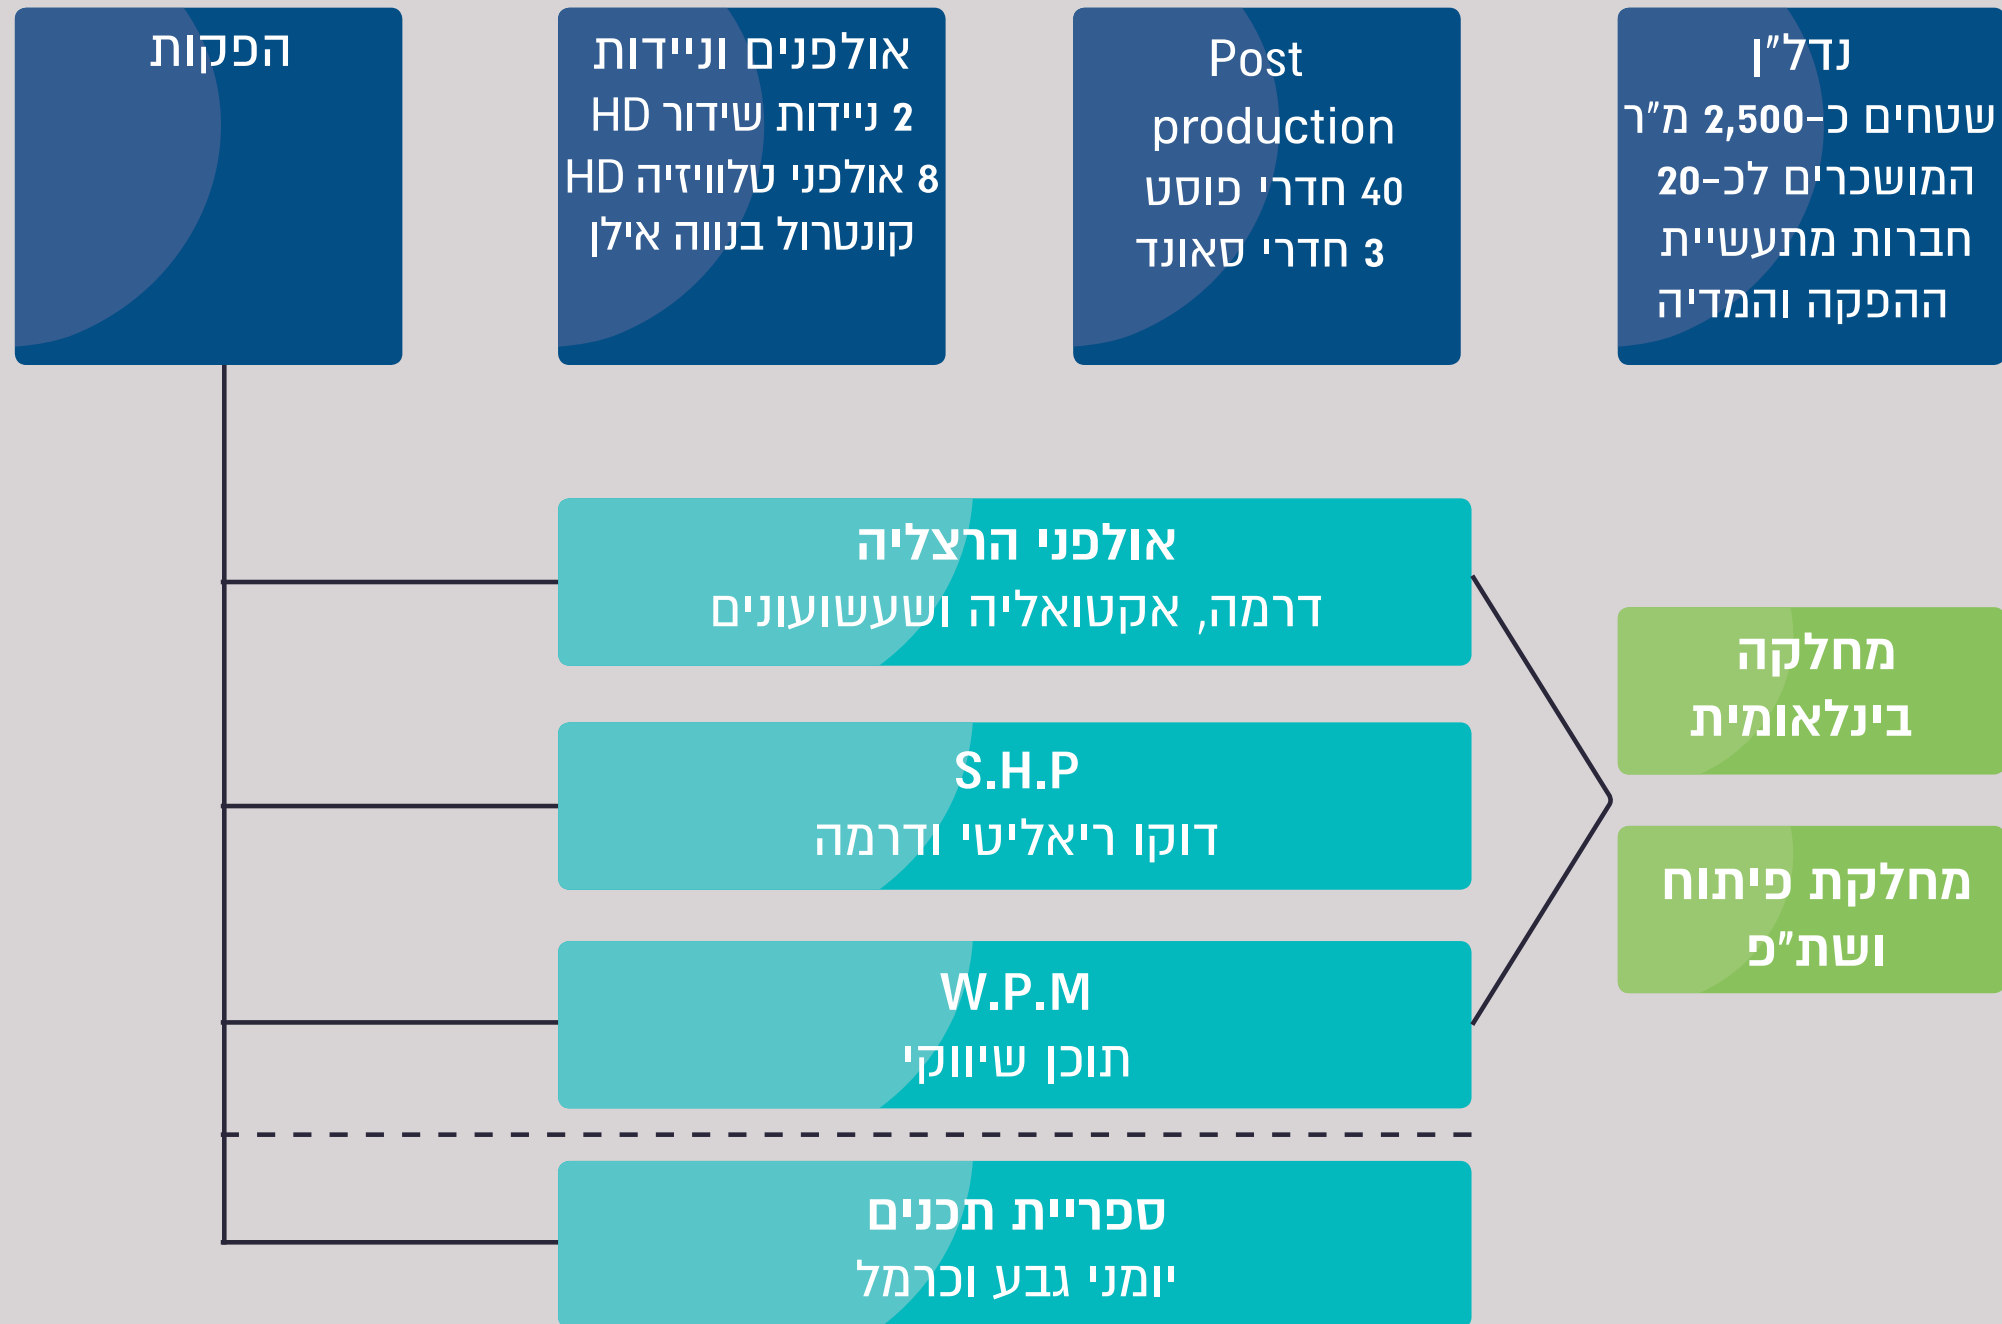 הפקות
אולפנים וניידות
2 ניידות שידור HD
8 אולפני טלוויזיה HD
קונטרול בנווה אילן
Post
production
40 חדרי פוסט
3 חדרי סאונד
נדל"ן
שטחים כ-2,500 מ"ר
המושכרים לכ-20
חברות מתעשיית
ההפקה והמדיה
אולפני הרצליה
דרמה, אקטואליה ושעשועונים
S.H.P
דוקו ריאליטי ודרמה
W.P.M
תוכן שיווקי
ספריית תכנים
יומני גבע וכרמל
מחלקה
בינלאומית
מחלקת פיתוח
ושת"פ